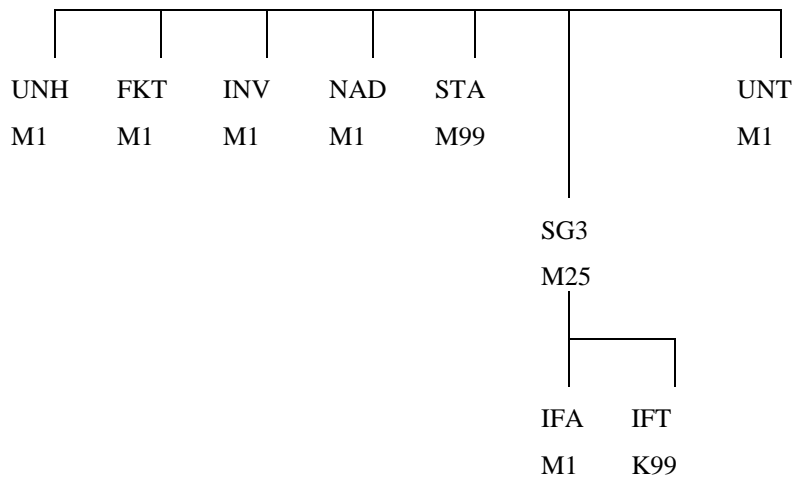 UNH FKT INV NAD STA UNT
M1 M1 M1 M1 M99 M1
SG3
M25
IFA IFT
M1 K99